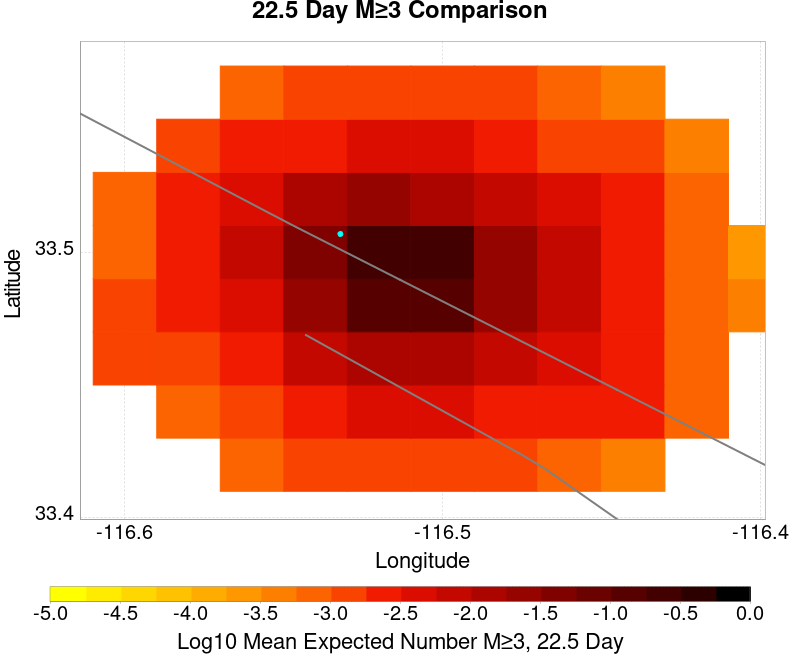 22.5 Day M≥3 Comparison
Latitude
33.5
33.4
-116.6 -116.5 -116.4
Longitude
-5.0 -4.5 -4.0 -3.5 -3.0 -2.5 -2.0 -1.5 -1.0 -0.5 0.0
Log10 Mean Expected Number M≥3, 22.5 Day